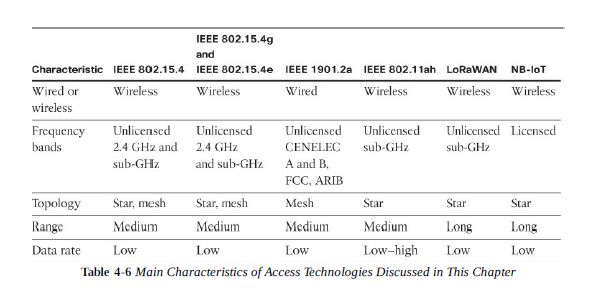 IEEE 802.15.4g
and
Characteristic IEEE 802.15.4 IEEE 802.15.4e IEEE 1901.2a IEEE 802.11ah LoRaWAN NB-IoT
Wired or Wireless Wireless Wired Wireless Wireless Wireless
wireless
Frequency Unlicensed Unlicensed Unlicensed Unlicensed Unlicensed Licensed
bands 2.4 GHz and 2.4 GHz CENELEC sub-GHz sub-GHz
sub-GHz and sub-GHz A and B,
FCC, ARIB
Topology Star, mesh Star, mesh Mesh Star Star Star
Range Medium Medium Medium Medium Long Long
Data rate Low Low Low Low–high Low Low
Table 4-6 Main Characteristics of Access Technologies Discussed in This Chapter